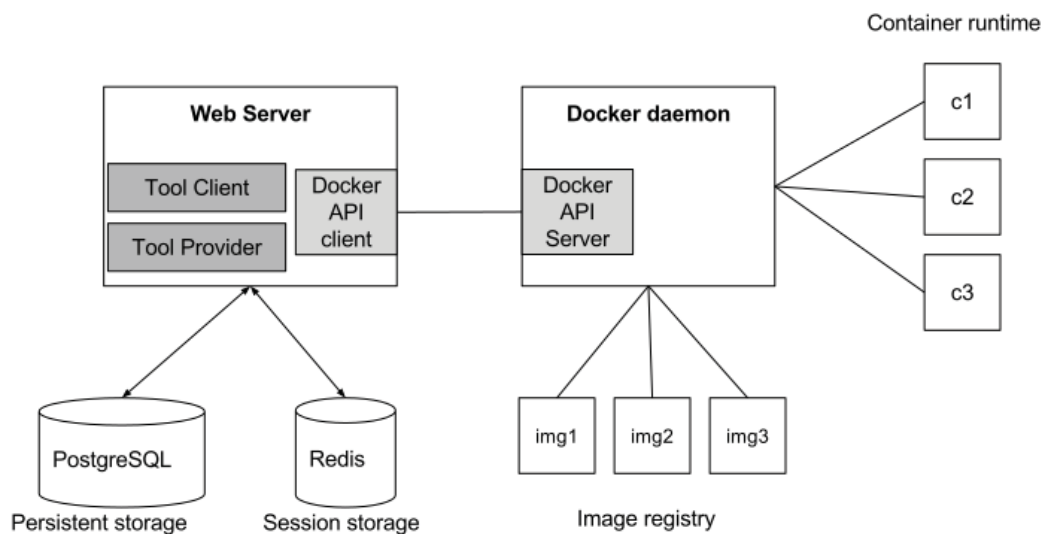 Container runtime
Web Server
Docker daemon
c1
Tool Client
Tool Provider
Docker
API
client
Docker
API
Server
c2
c3
img1
img2
img3
PostgreSQL
Redis
Persistent storage
Session storage
Image registry